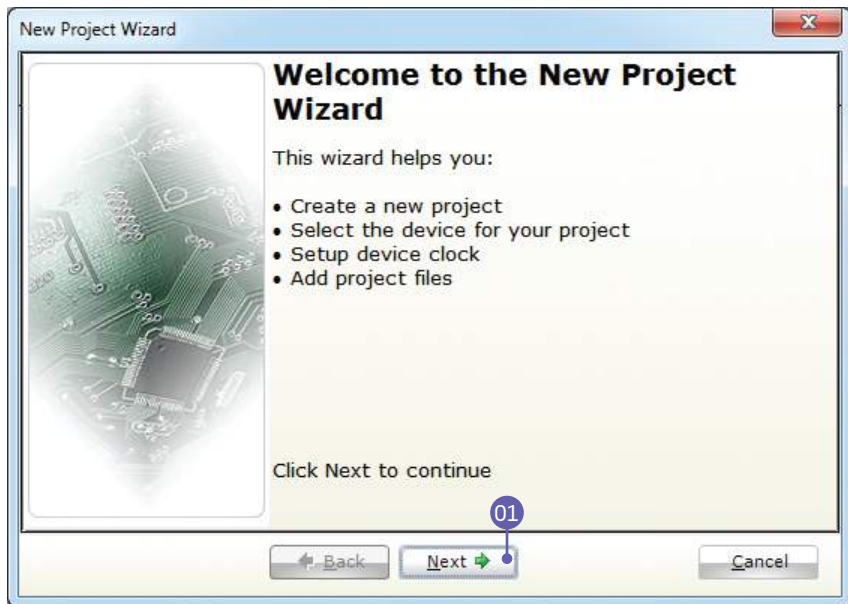 New Project Wizard
Welcome to the New Project
Wizard
This wizard helps you:
• Create a new project
• Select the device for your project
• Setup device clock
• Add project files
Click Next to continue
01
Back
Next
Cancel